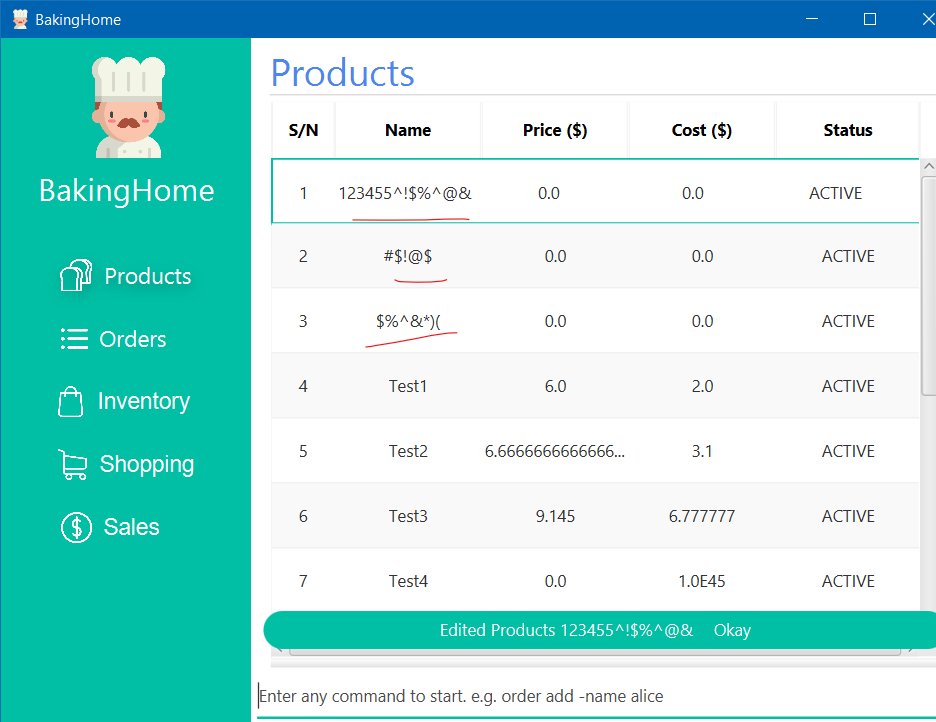 BakingHome
BakingHome
Products
Orders
Inventory
Shopping
Sales
Products
S/N Name Price ($) Cost ($) Status
1 123455^!$%^@& 0.0 0.0 ACTIVE
2 #$!@$ 0.0 0.0 ACTIVE
3 $%^&*)( 0.0 0.0 ACTIVE
4 Test1 6.0 2.0 ACTIVE
5 Test2 6.6666666666666... 3.1 ACTIVE
6 Test3 9.145 6.777777 ACTIVE
7 Test4 0.0 1.0E45 ACTIVE
Edited Products 123455^!$%^@& Okay
Enter any command to start. e.g. order add -name alice